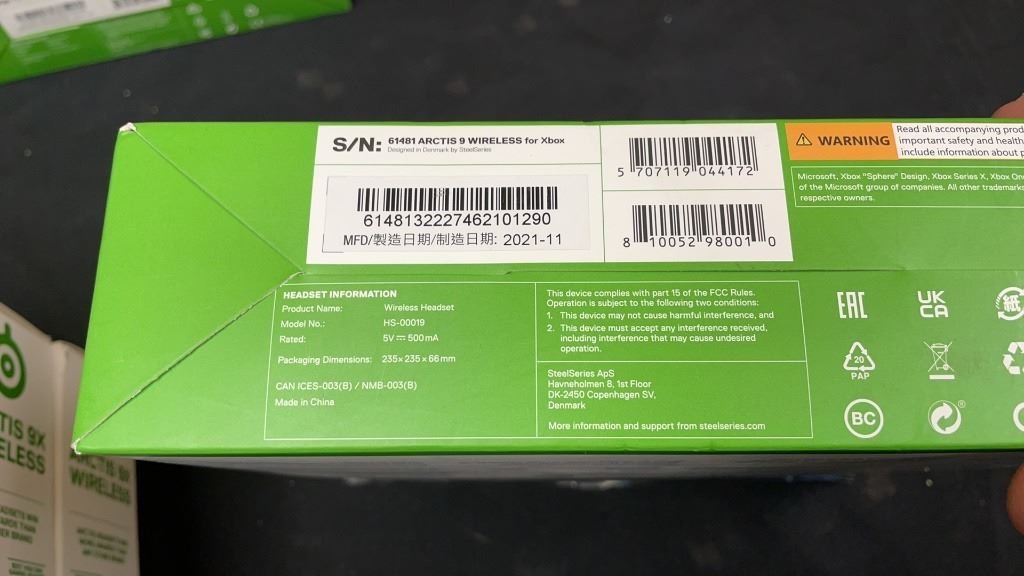 S/N: 61481 ARCTIS 9 WIRELESS for Xbox
Designed in Denmark by SteelSeries
6148132227462101290
MFD/製造日期/制造日期: 2021-11
5 707119 044172
8 10052 98001 0
WARNING
Read all accompanying prod
important safety and health
include information about p
Microsoft, Xbox "Sphere" Design, Xbox Series X, Xbox On
of the Microsoft group of companies. All other trademarks
respective owners.
HEADSET INFORMATION
Product Name: Wireless Headset
Model No.: HS-00019
Rated: 5V ⎓ 500mA
Packaging Dimensions: 235×235×66mm
CAN ICES-003(B) / NMB-003(B)
Made in China
This device complies with part 15 of the FCC Rules.
Operation is subject to the following two conditions:
1. This device may not cause harmful interference, and
2. This device must accept any interference received,
including interference that may cause undesired
operation.
SteelSeries ApS
Havneholmen 8, 1st Floor
DK-2450 Copenhagen SV,
Denmark
More information and support from steelseries.com
EAC
UK
CA
紙
20
PAP
BC
®
TIS 9X
ELESS
ARCTIS 9X
WIRELESS